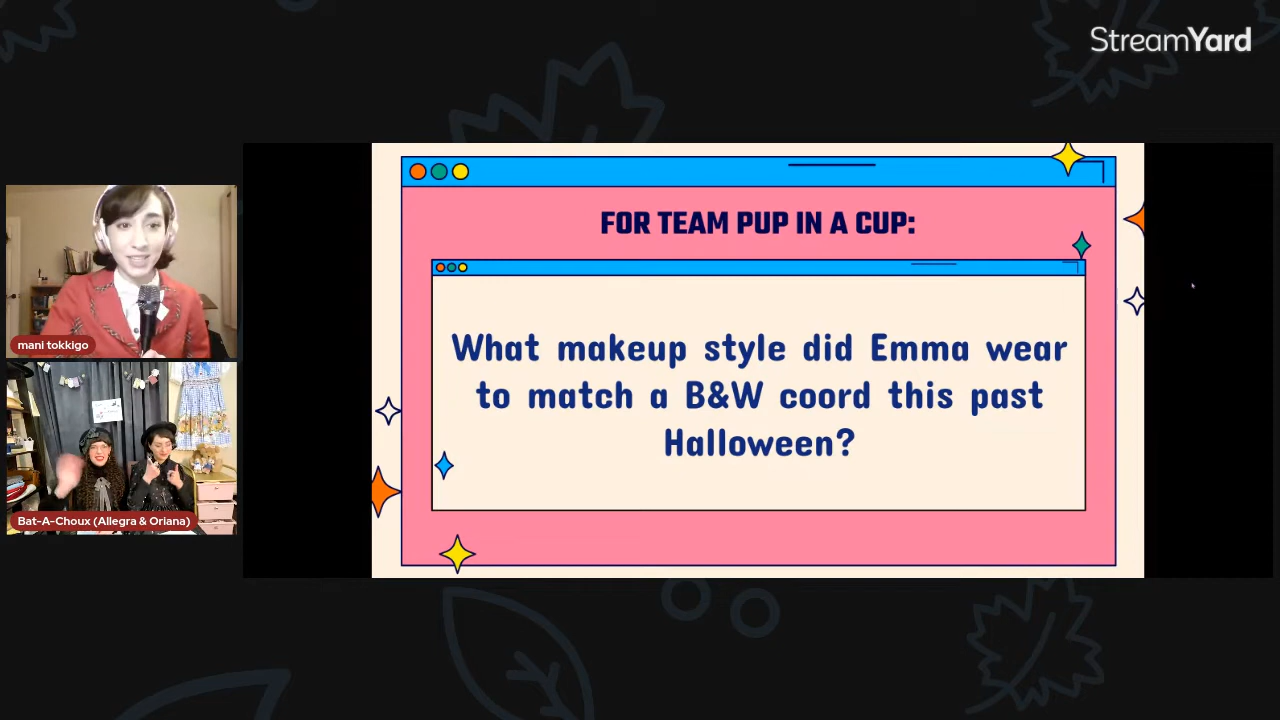 StreamYard
FOR TEAM PUP IN A CUP:
What makeup style did Emma wear
to match a B&W coord this past
Halloween?
mani tokkigo
Bat-A-Choux (Allegra & Oriana)